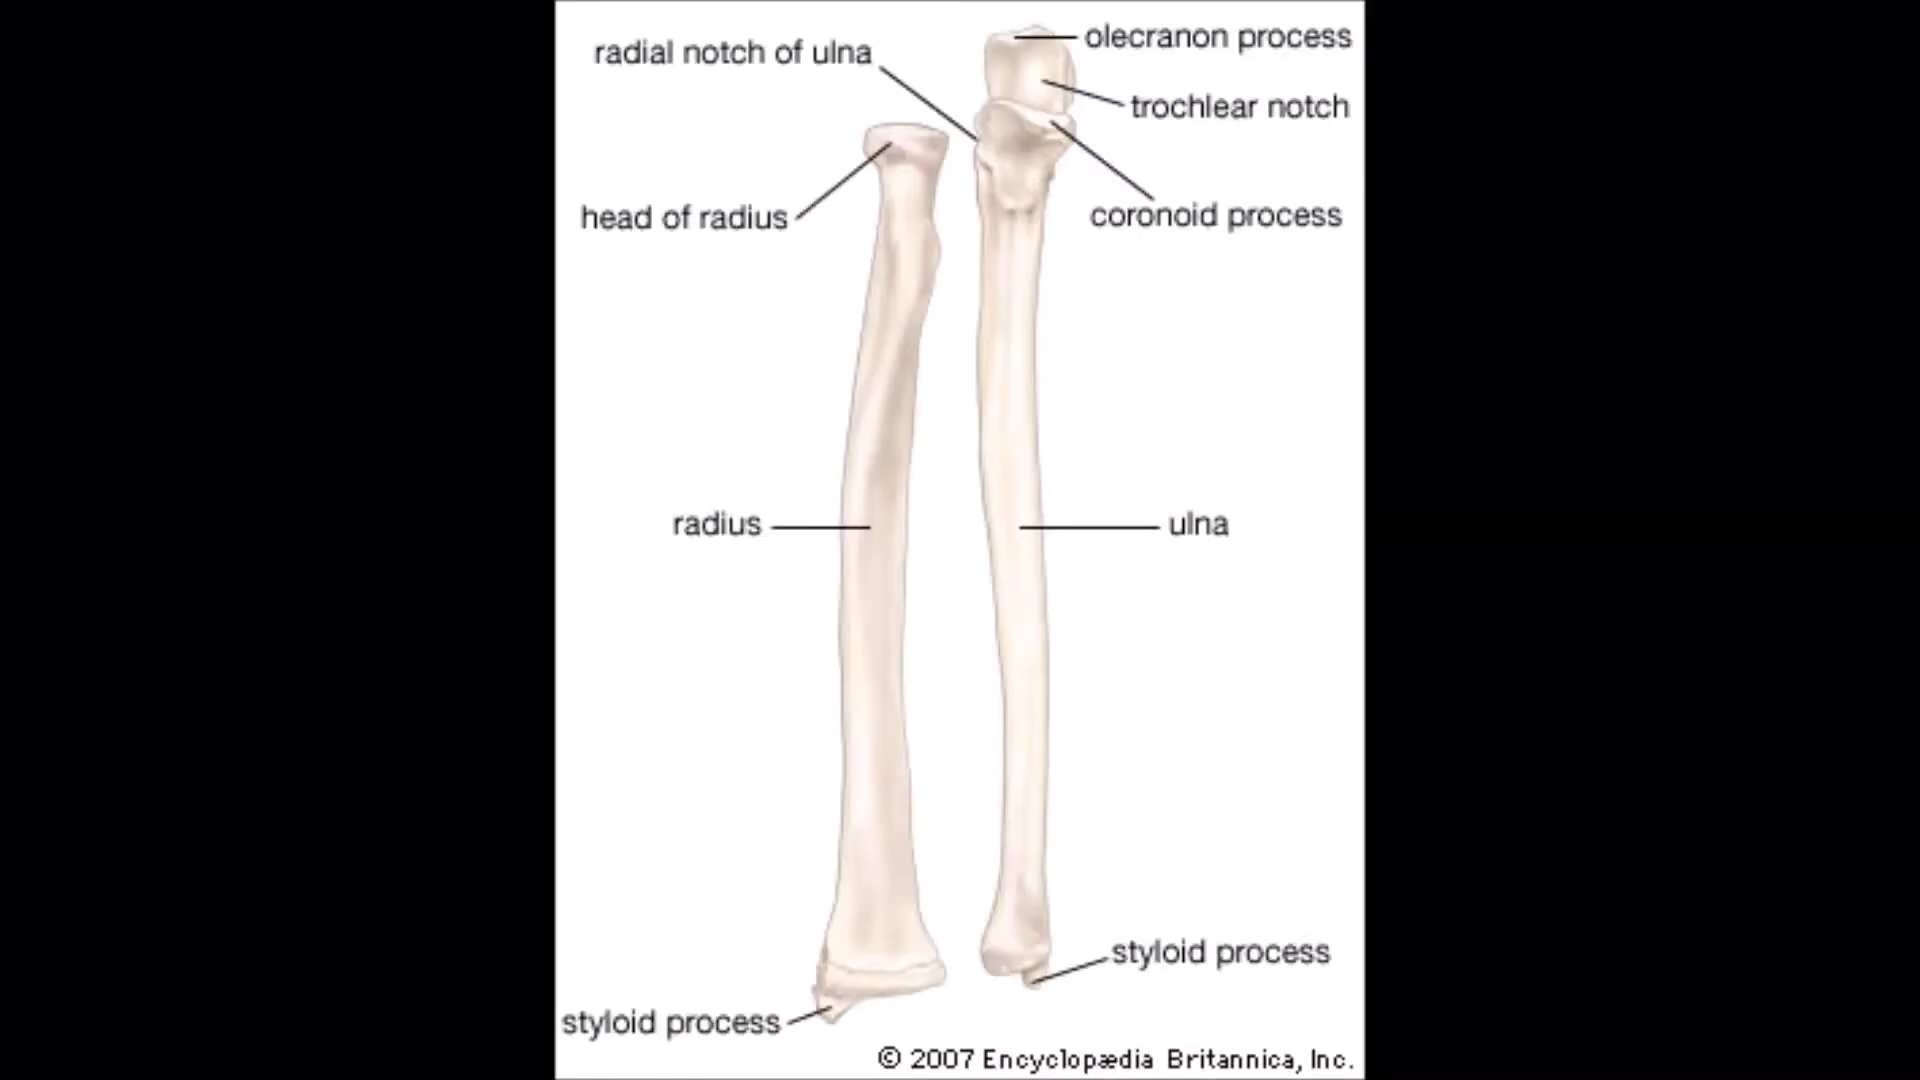 olecranon process
radial notch of ulna
trochlear notch
head of radius
coronoid process
radius
ulna
styloid process
styloid process
© 2007 Encyclopædia Britannica, Inc.